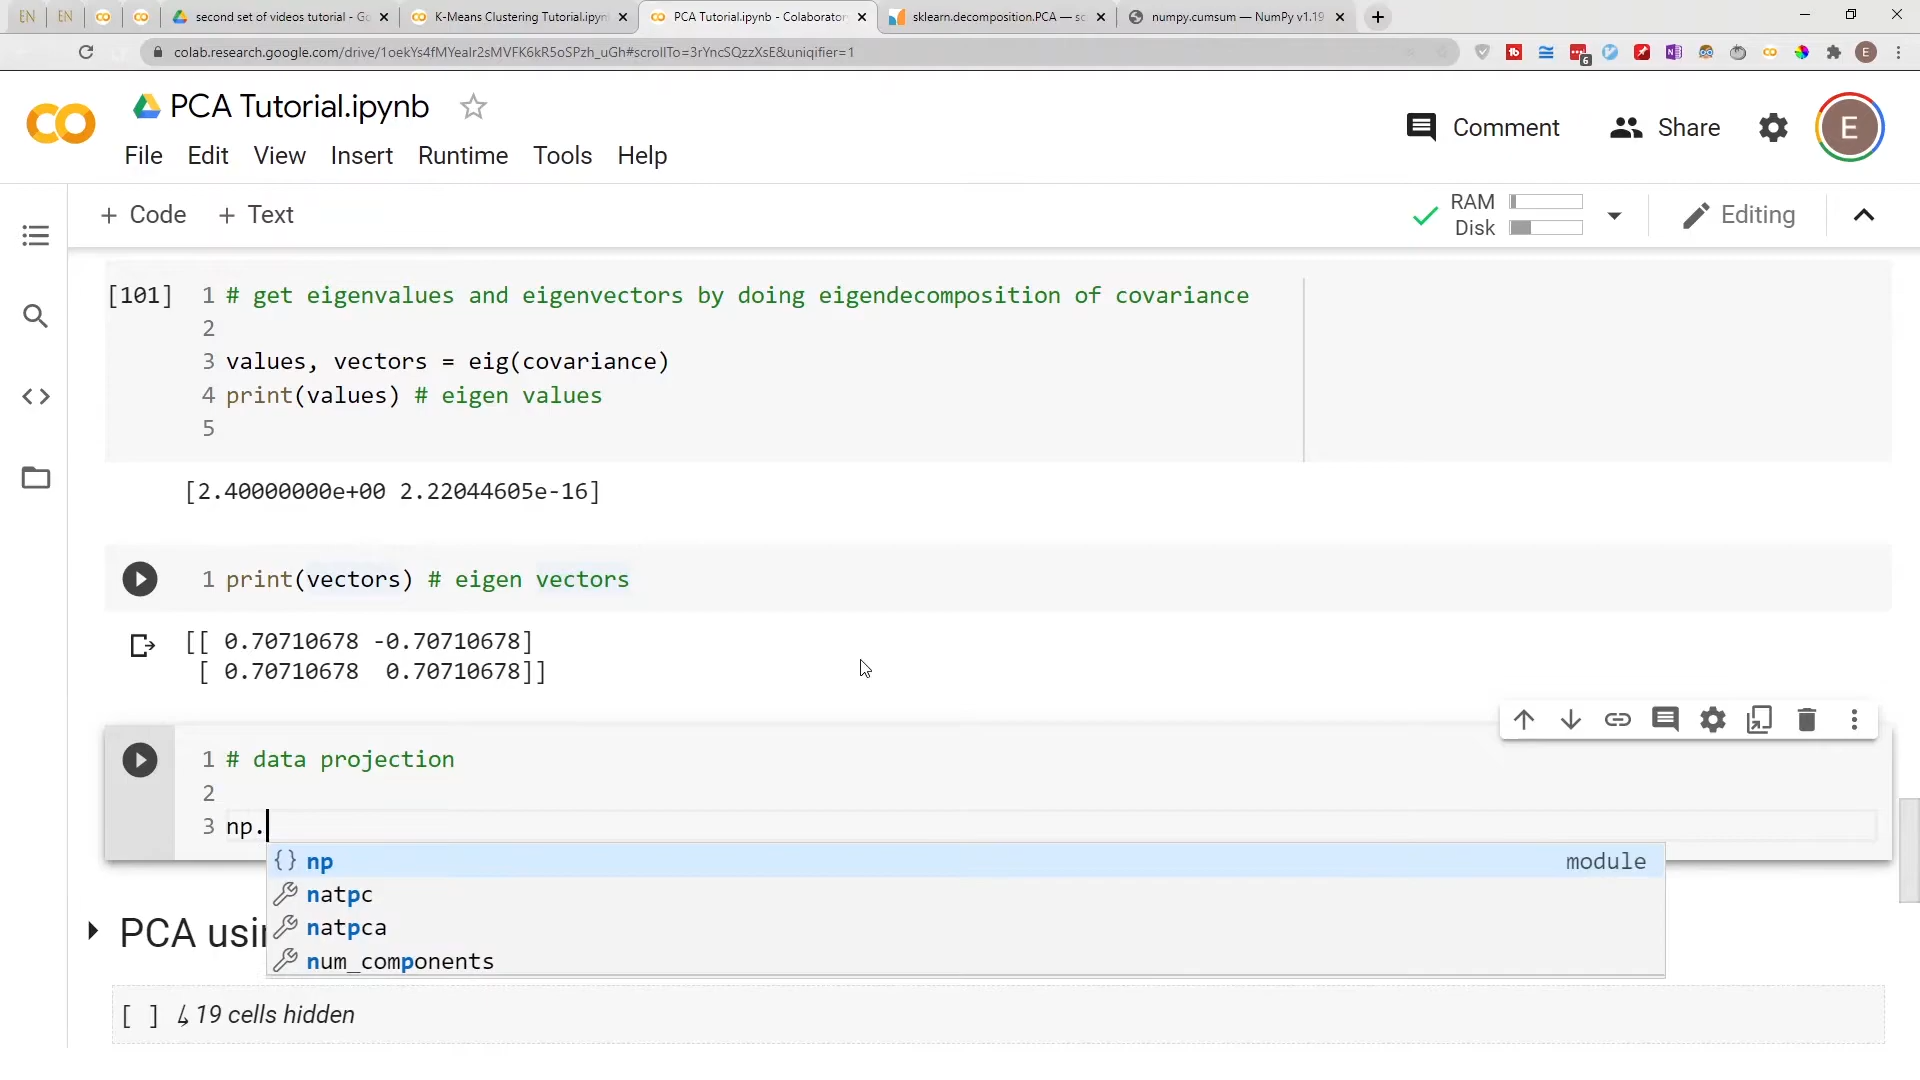 EN
EN
second set of videos tutorial - Go
K-Means Clustering Tutorial.ipyn
PCA Tutorial.ipynb - Colaborator
sklearn.decomposition.PCA — sc
numpy.cumsum — NumPy v1.19
colab.research.google.com/drive/1oekYs4fMYealr2sMVFK6kR5oSPzh_uGh#scrollTo=3rYncSQzzXsE&uniqifier=1
6
E
PCA Tutorial.ipynb
Comment
Share
E
File Edit View Insert Runtime Tools Help
+ Code + Text
RAM
Disk
Editing
[101] 1 # get eigenvalues and eigenvectors by doing eigendecomposition of covariance
2
3 values, vectors = eig(covariance)
4 print(values) # eigen values
5
[2.40000000e+00 2.22044605e-16]
1 print(vectors) # eigen vectors
[[ 0.70710678 -0.70710678]
[ 0.70710678 0.70710678]]
1 # data projection
2
3 np.
{} np module
natpc
natpca
num_components
PCA usi
[ ] ↳ 19 cells hidden